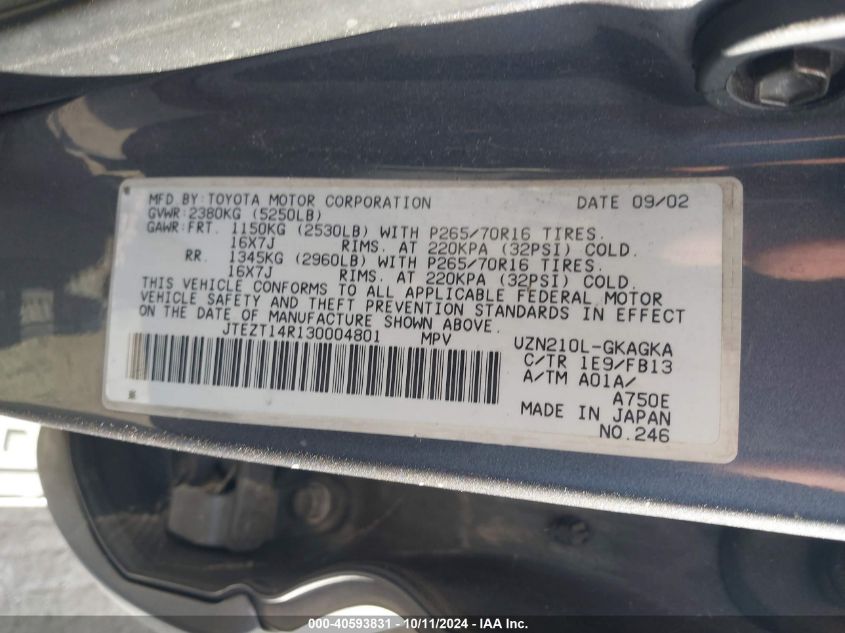 MFD.BY:TOYOTA MOTOR CORPORATION DATE 09/02
GVWR:2380KG (5250LB)
GAWR:FRT. 1150KG (2530LB) WITH P265/70R16 TIRES.
16X7J RIMS. AT 220KPA (32PSI) COLD.
RR. 1345KG (2960LB) WITH P265/70R16 TIRES.
16X7J RIMS. AT 220KPA (32PSI) COLD.
THIS VEHICLE CONFORMS TO ALL APPLICABLE FEDERAL MOTOR
VEHICLE SAFETY AND THEFT PREVENTION STANDARDS IN EFFECT
ON THE DATE OF MANUFACTURE SHOWN ABOVE.
JTEZT14R130004801 MPV UZN210L-GKAGKA
C/TR 1E9/FB13
A/TM A01A/
A750E
MADE IN JAPAN
NO.246
000-40593831 - 10/11/2024 - IAA Inc.